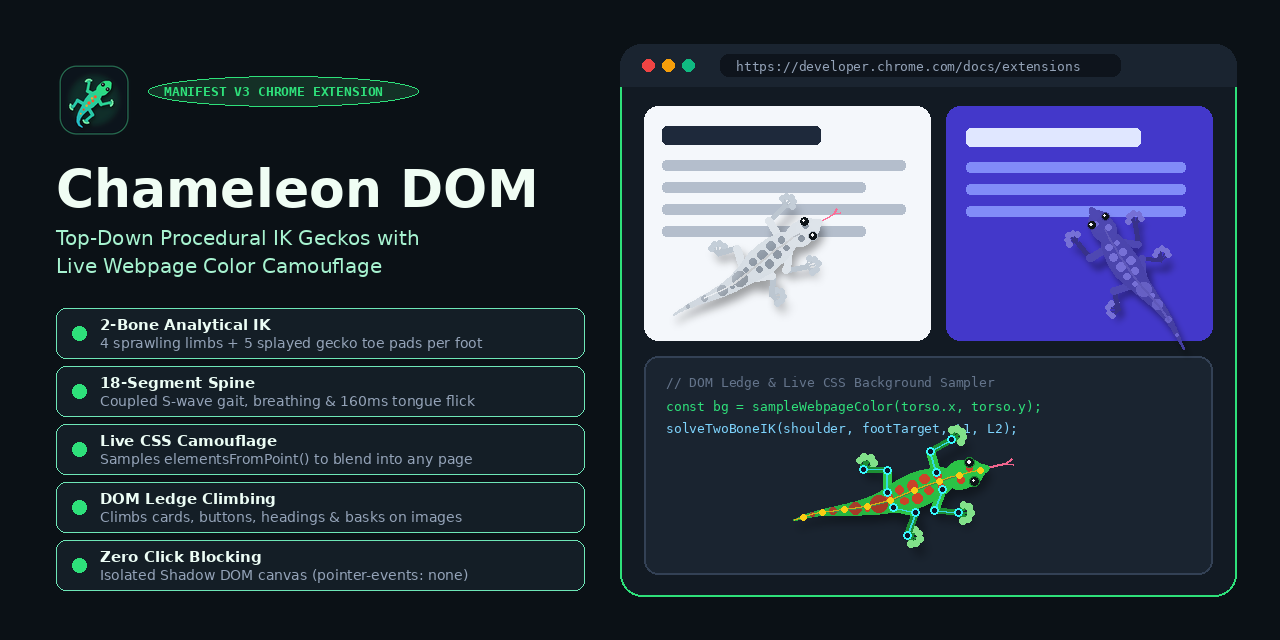 MANIFEST V3 CHROME EXTENSION
Chameleon DOM
Top-Down Procedural IK Geckos with
Live Webpage Color Camouflage
2-Bone Analytical IK
4 sprawling limbs + 5 splayed gecko toe pads per foot
18-Segment Spine
Coupled S-wave gait, breathing & 160ms tongue flick
Live CSS Camouflage
Samples elementsFromPoint() to blend into any page
DOM Ledge Climbing
Climbs cards, buttons, headings & basks on images
Zero Click Blocking
Isolated Shadow DOM canvas (pointer-events: none)
https://developer.chrome.com/docs/extensions
// DOM Ledge & Live CSS Background Sampler
const bg = sampleWebpageColor(torso.x, torso.y);
solveTwoBoneIK(shoulder, footTarget, L2);